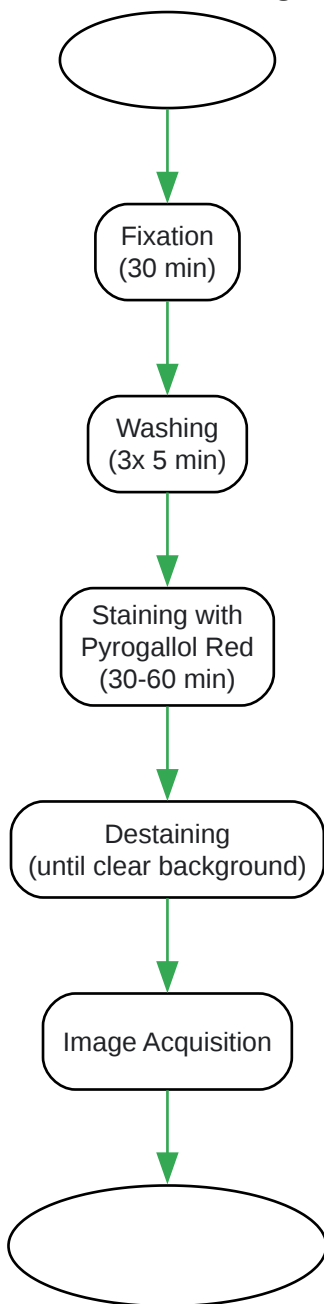 Fixation
(30 min)
Washing
(3x 5 min)
Staining with
Pyrogallol Red
(30-60 min)
Destaining
(until clear background)
Image Acquisition